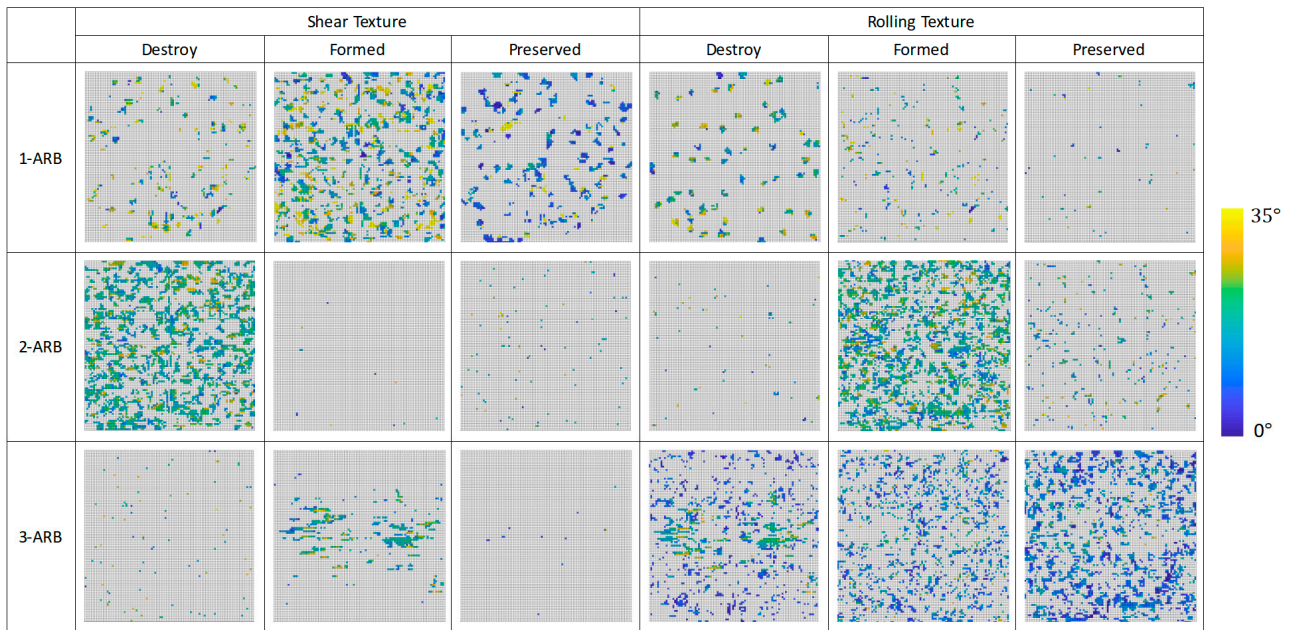 Shear Texture
Rolling Texture
Destroy
Formed
Preserved
Destroy
Formed
Preserved
1-ARB
35°
2-ARB
0°
3-ARB